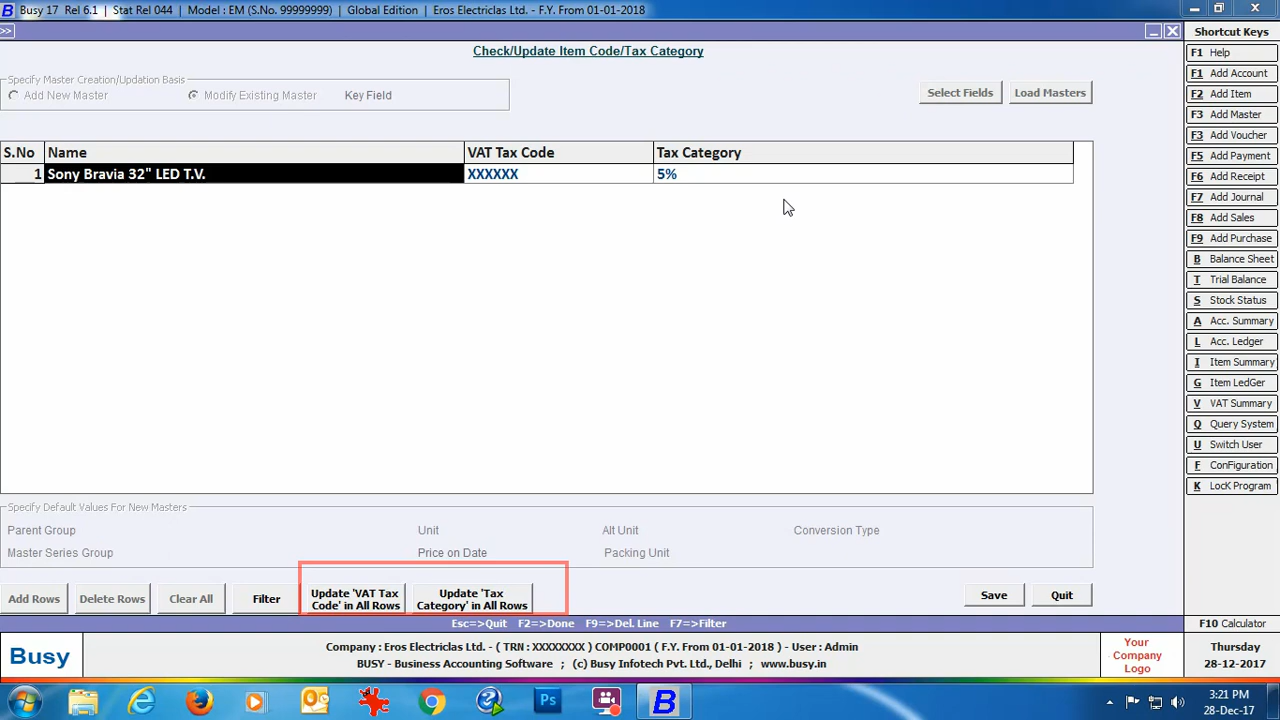 Busy 17 Rel 6.1 | Stat Rel 044 | Model : EM (S.No. 99999999) | Global Edition | Eros Electriclas Ltd. - F.Y. From 01-01-2018
>>
Check/Update Item Code/Tax Category
Specify Master Creation/Updation Basis
Add New Master Modify Existing Master Key Field
Select Fields Load Masters
S.No Name VAT Tax Code Tax Category
1 Sony Bravia 32" LED T.V. XXXXXX 5%
Specify Default Values For New Masters
Parent Group Unit Alt Unit Conversion Type
Master Series Group Price on Date Packing Unit
Add Rows Delete Rows Clear All Filter
Update 'VAT Tax
Code' in All Rows
Update 'Tax
Category' in All Rows
Save Quit
Esc=>Quit F2=>Done F9=>Del. Line F7=>Filter
Shortcut Keys
F1 Help
F1 Add Account
F2 Add Item
F3 Add Master
F3 Add Voucher
F5 Add Payment
F6 Add Receipt
F7 Add Journal
F8 Add Sales
F9 Add Purchase
B Balance Sheet
T Trial Balance
S Stock Status
A Acc. Summary
L Acc. Ledger
I Item Summary
G Item LedGer
V VAT Summary
Q Query System
U Switch User
F ConFiguration
K LocK Program
F10 Calculator
Busy
Company : Eros Electriclas Ltd. - ( TRN : XXXXXXXX ) COMP0001 ( F.Y. From 01-01-2018 ) - User : Admin
BUSY - Business Accounting Software ; (c) Busy Infotech Pvt. Ltd., Delhi ; www.busy.in
Your
Company
Logo
Thursday
28-12-2017
Ps
3:21 PM
28-Dec-17